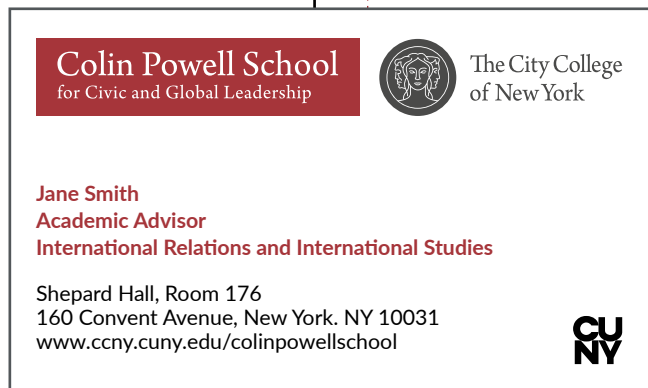 Colin Powell School
for Civic and Global Leadership
The City College
of New York
Jane Smith
Academic Advisor
International Relations and International Studies
Shepard Hall, Room 176
160 Convent Avenue, New York. NY 10031
www.ccny.cuny.edu/colinpowellschool
CU
NY